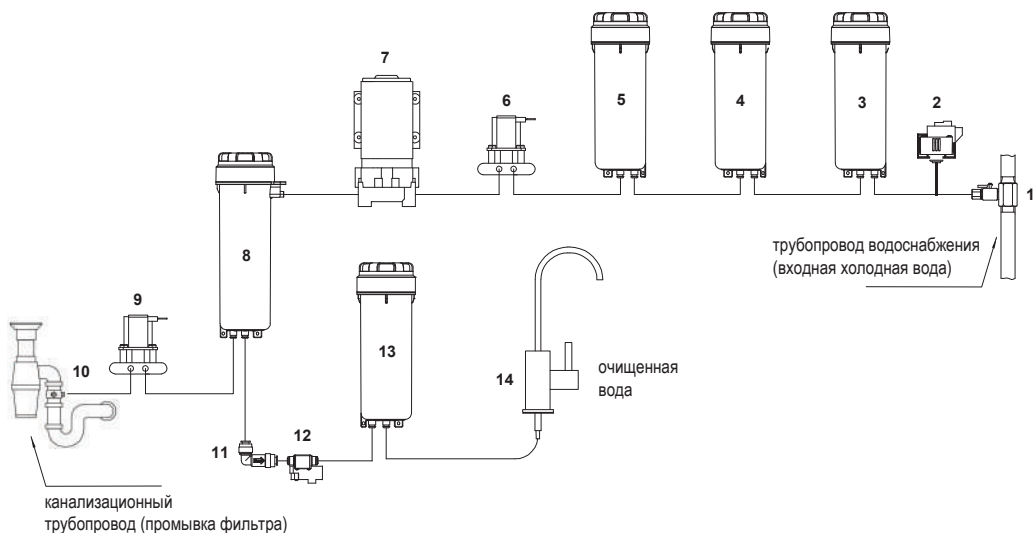 7
6
5
4
3
2
1
8
трубопровод водоснабжения
(входная холодная вода)
9
13
10
14
очищенная
вода
12
11
канализационный
трубопровод (промывка фильтра)